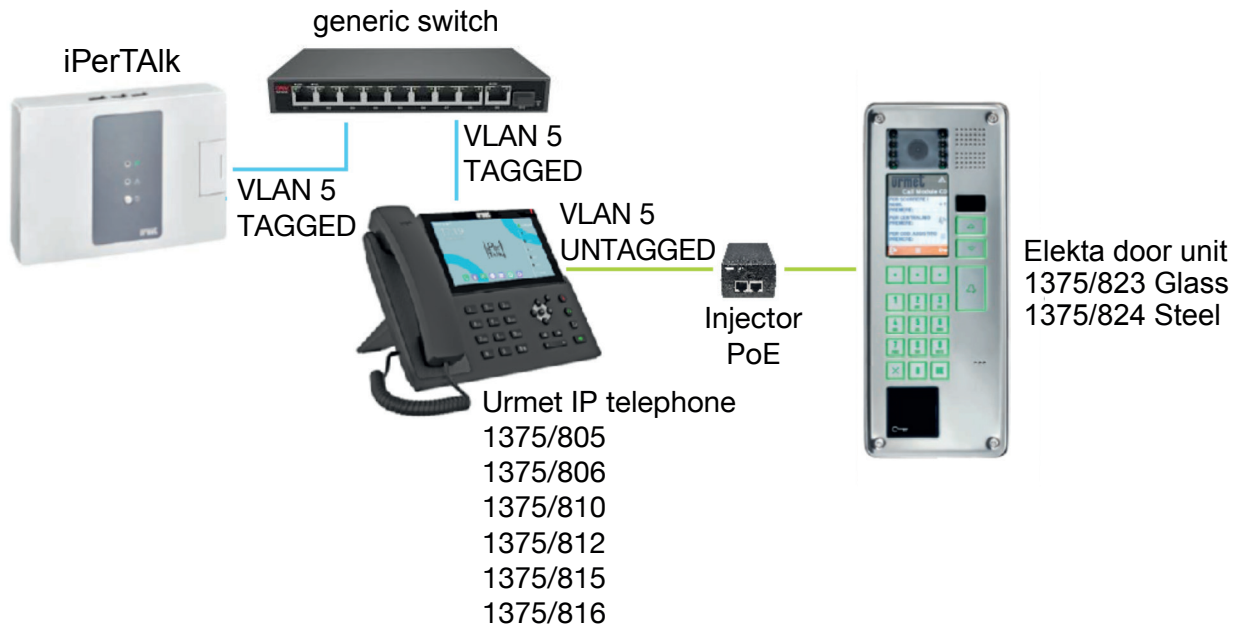 generic switch
iPerTAlk
VLAN 5
TAGGED
VLAN 5
TAGGED
VLAN 5
UNTAGGED
Injector
PoE
urmet
Elekta door unit
1375/823 Glass
1375/824 Steel
Urmet IP telephone
1375/805
1375/806
1375/810
1375/812
1375/815
1375/816